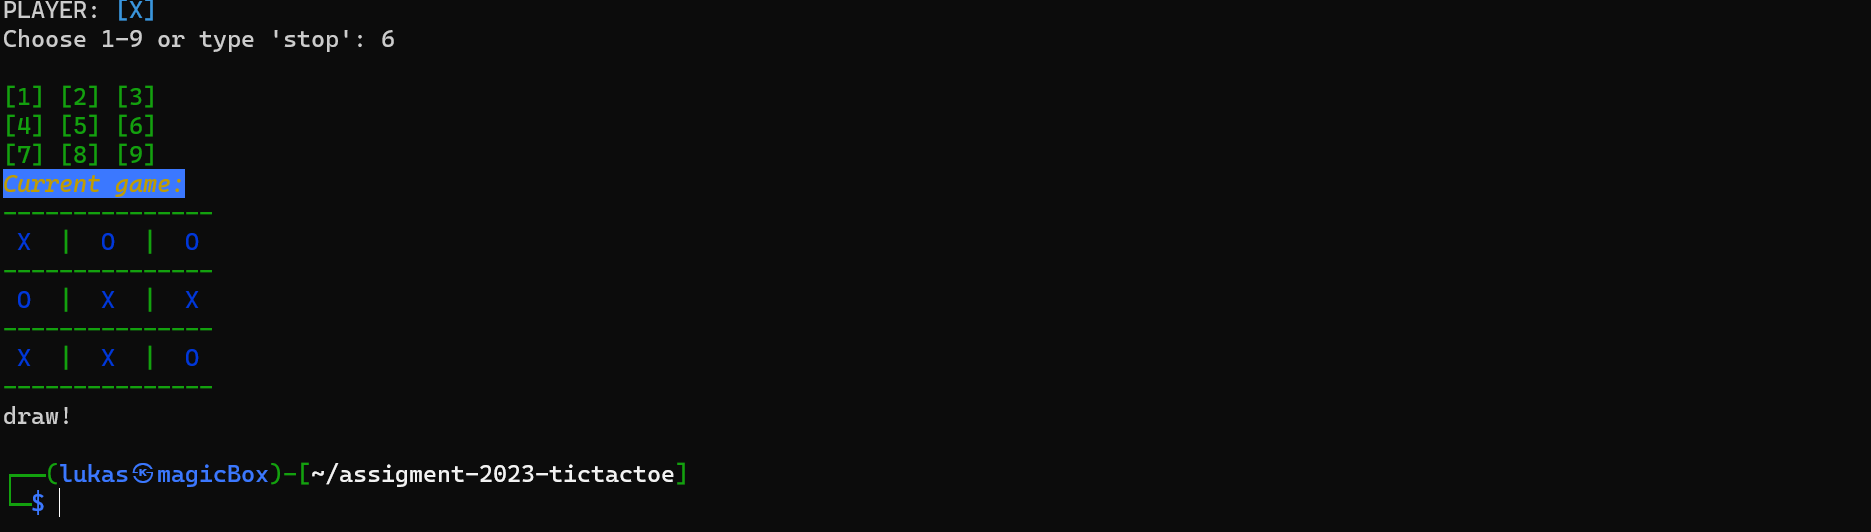 PLAYER: [X]
Choose 1-9 or type 'stop': 6
[1] [2] [3]
[4] [5] [6]
[7] [8] [9]
Current game:
---------------
X | O | O
---------------
O | X | X
---------------
X | X | O
---------------
draw!
┌──(lukas㉿magicBox)-[~/assigment-2023-tictactoe]
└─$